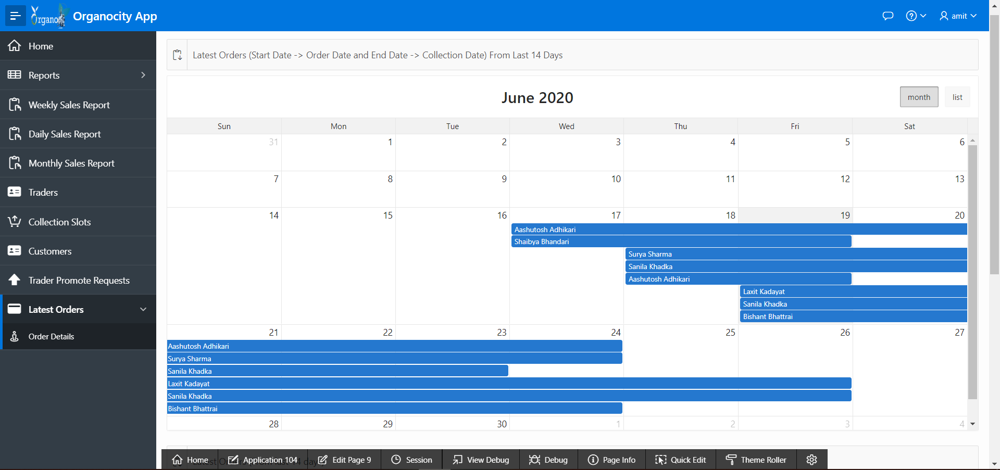 Organo
Organocity App
amit
Home
Reports
Weekly Sales Report
Daily Sales Report
Monthly Sales Report
Traders
Collection Slots
Customers
Trader Promote Requests
Latest Orders
Order Details
Latest Orders (Start Date -> Order Date and End Date -> Collection Date) From Last 14 Days
June 2020
month list
Sun Mon Tue Wed Thu Fri Sat
31 1 2 3 4 5 6
7 8 9 10 11 12 13
14 15 16 17 18 19 20
Aashutosh Adhikari
Shaibya Bhandari
Surya Sharma
Sanila Khadka
Aashutosh Adhikari
Laxit Kadayat
Sanila Khadka
Bishant Bhattrai
21 22 23 24 25 26 27
Aashutosh Adhikari
Surya Sharma
Sanila Khadka
Laxit Kadayat
Sanila Khadka
Bishant Bhattrai
28 29 30 1 2 3 4
Home Application 104 Edit Page 9 Session View Debug Debug Page Info Quick Edit Theme Roller